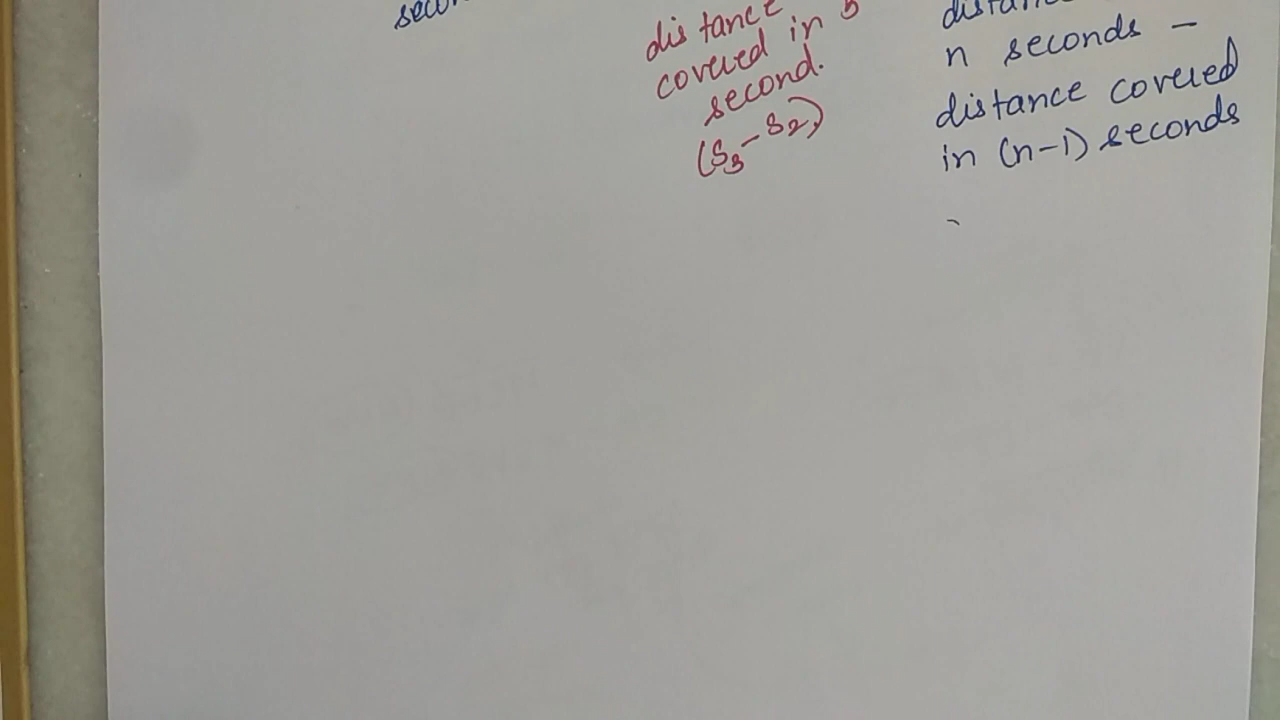 distance
covered in
second.
(S3 - S2)
n seconds -
distance covered
in (n-1) seconds